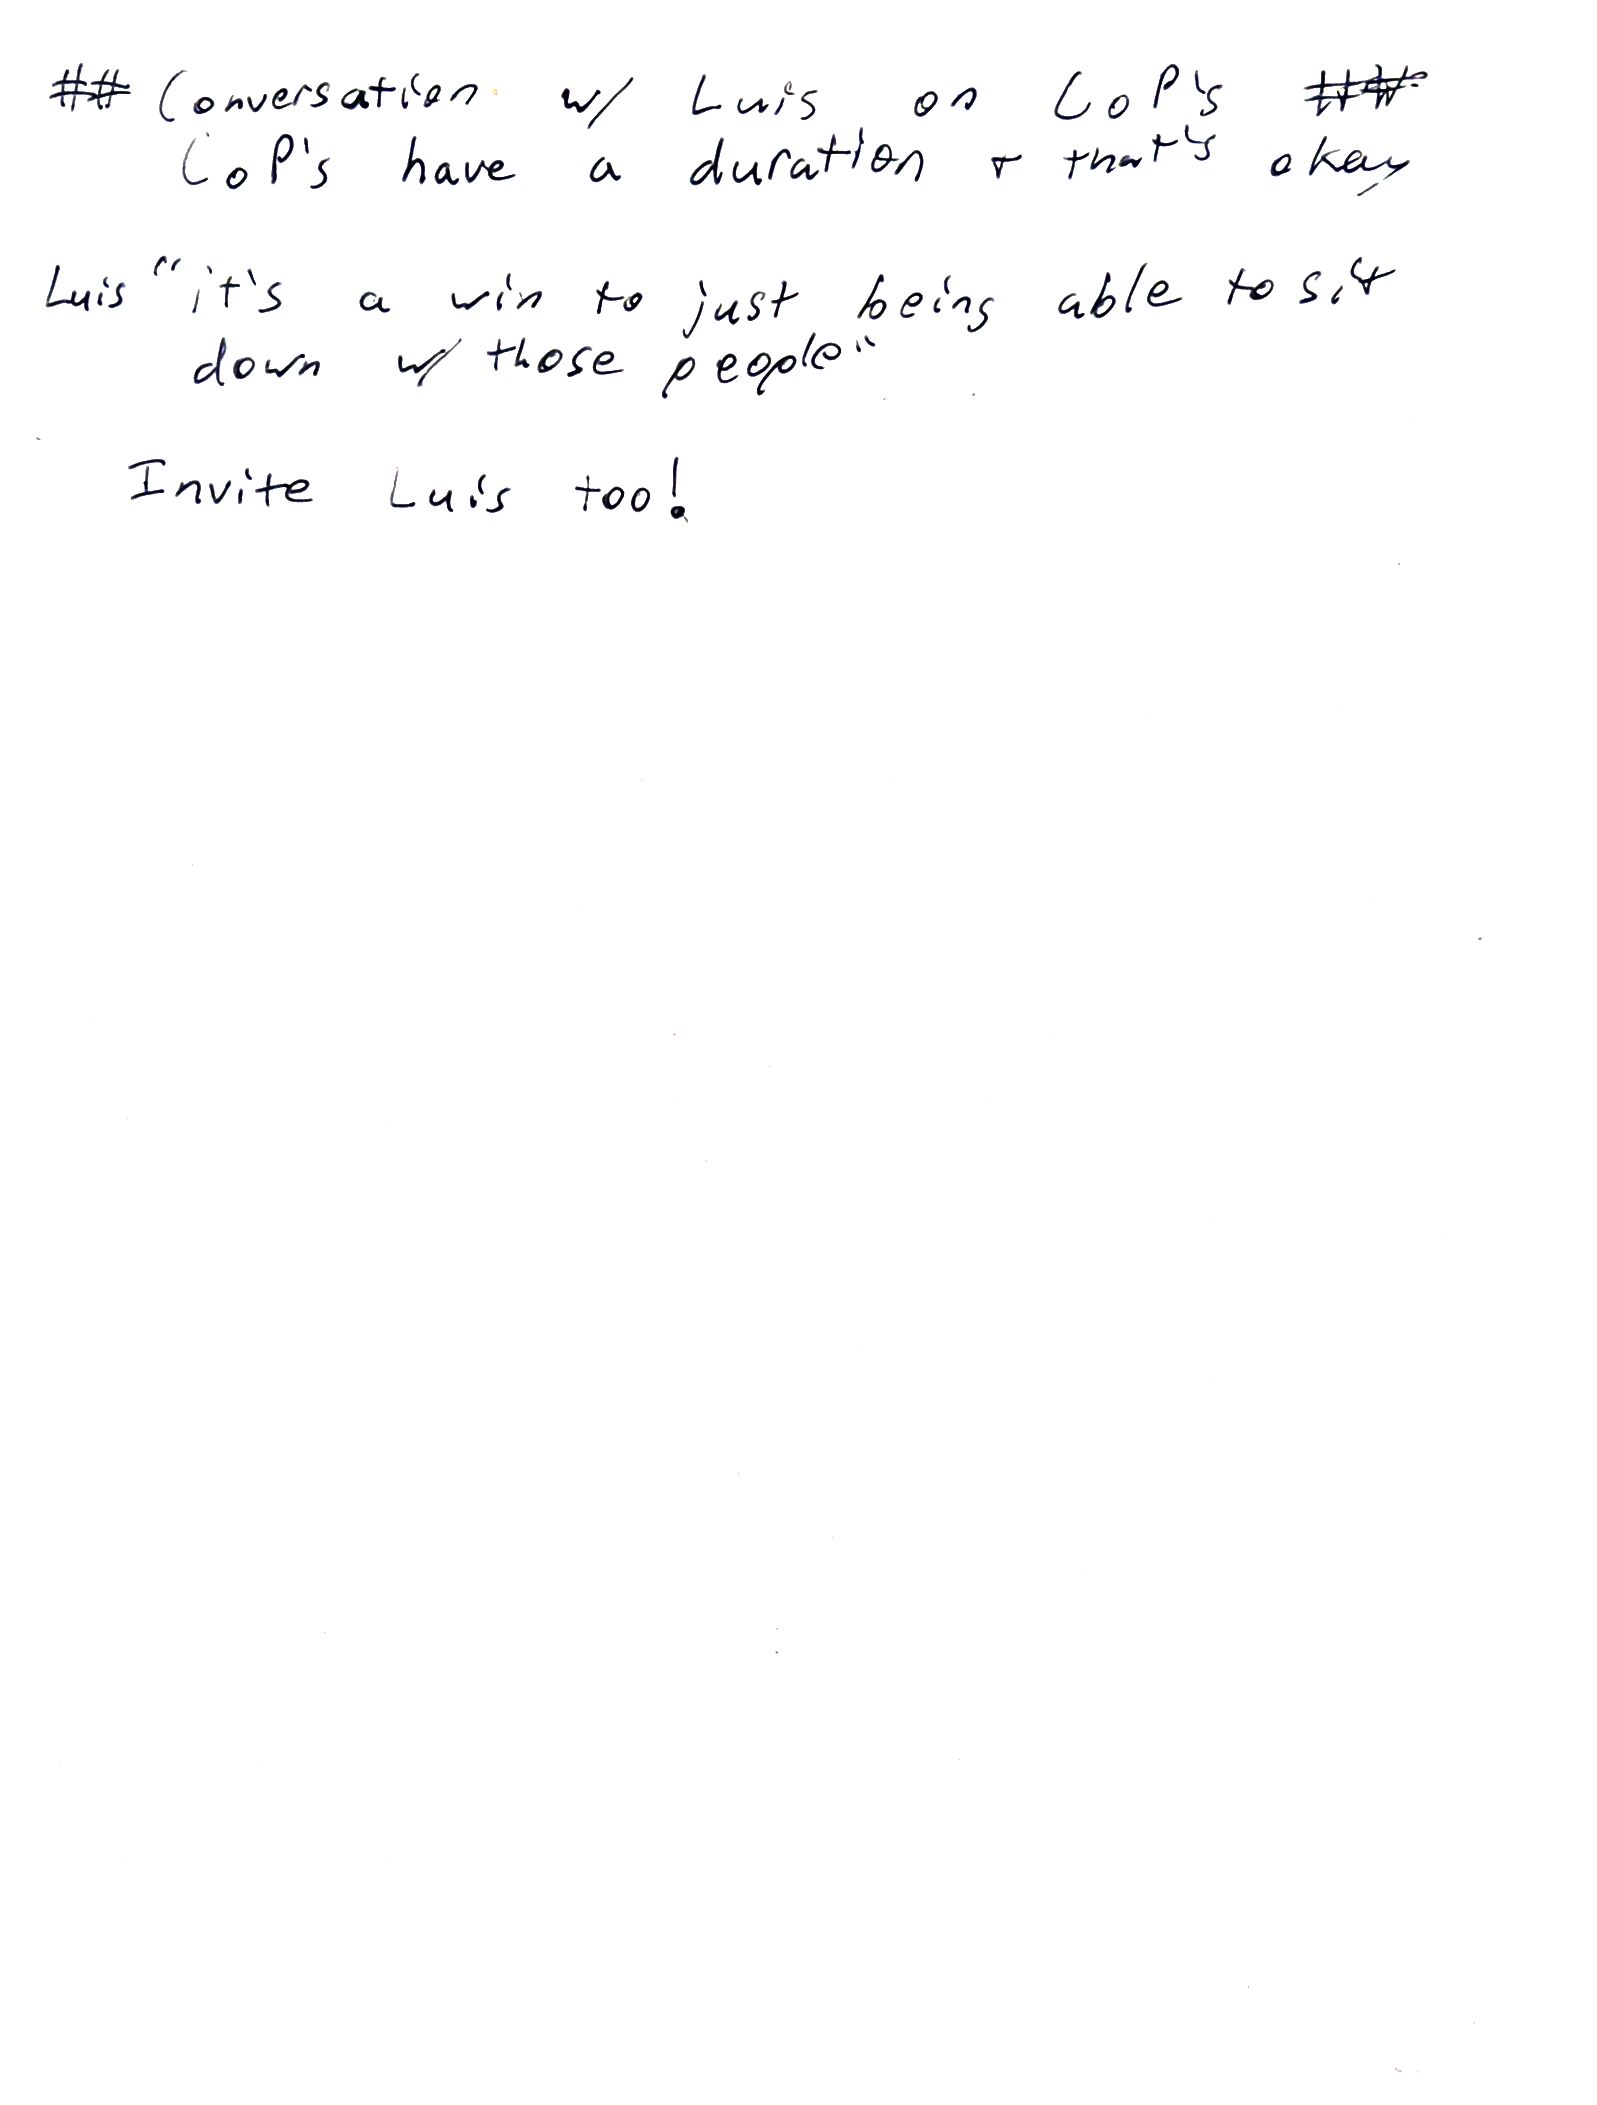 ## Conversation w/ Luis on CoP's ##
CoP's have a duration + that's okay
Luis "it's a win to just being able to sit
down w/ those people"
Invite Luis too!